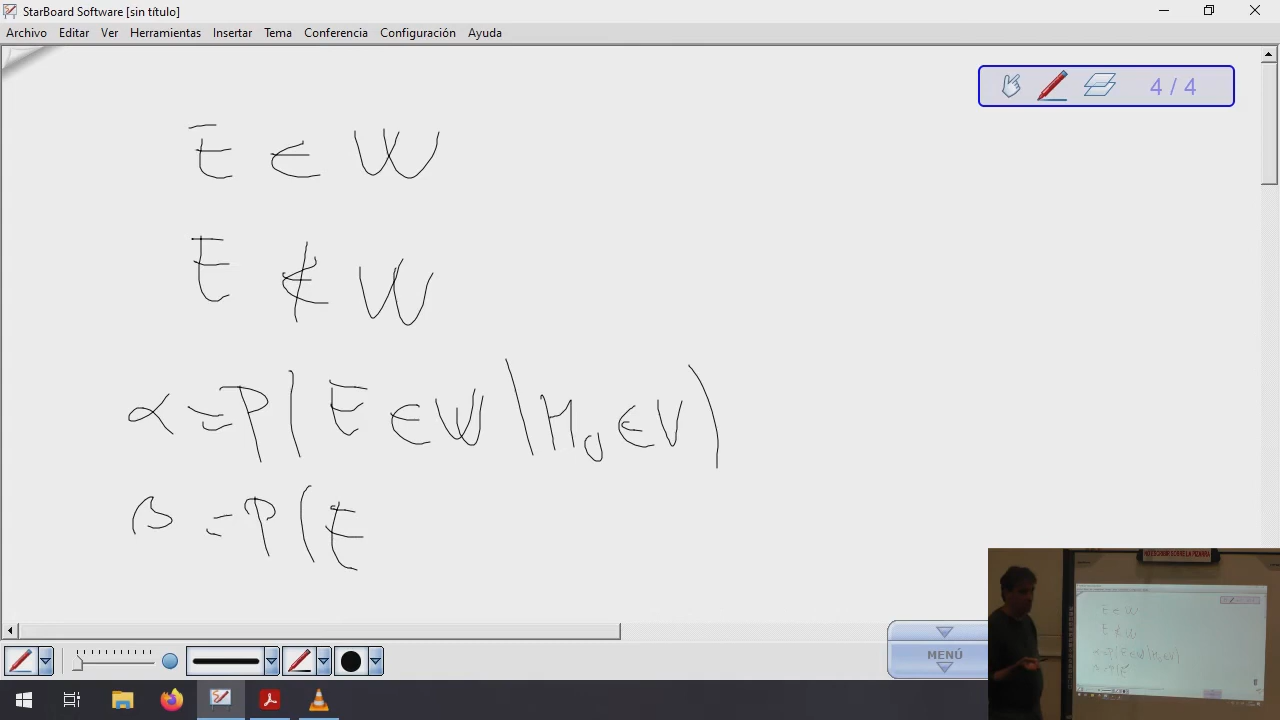 StarBoard Software [sin título]
Archivo Editar Ver Herramientas Insertar Tema Conferencia Configuración Ayuda
4 / 4
E ∈ W
E ∉ W
α = P( E ∈ W | H₀ ∈ V )
β = P( E
MENÚ